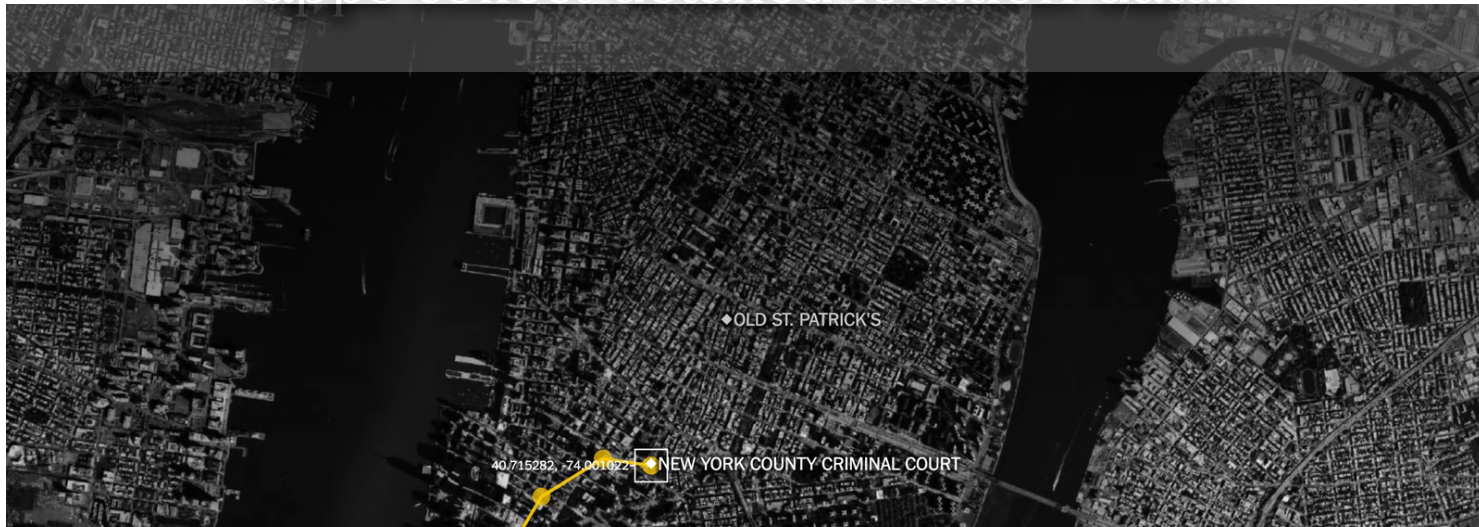 OLD ST. PATRICK'S
40.715282, -74.001022
NEW YORK COUNTY CRIMINAL COURT